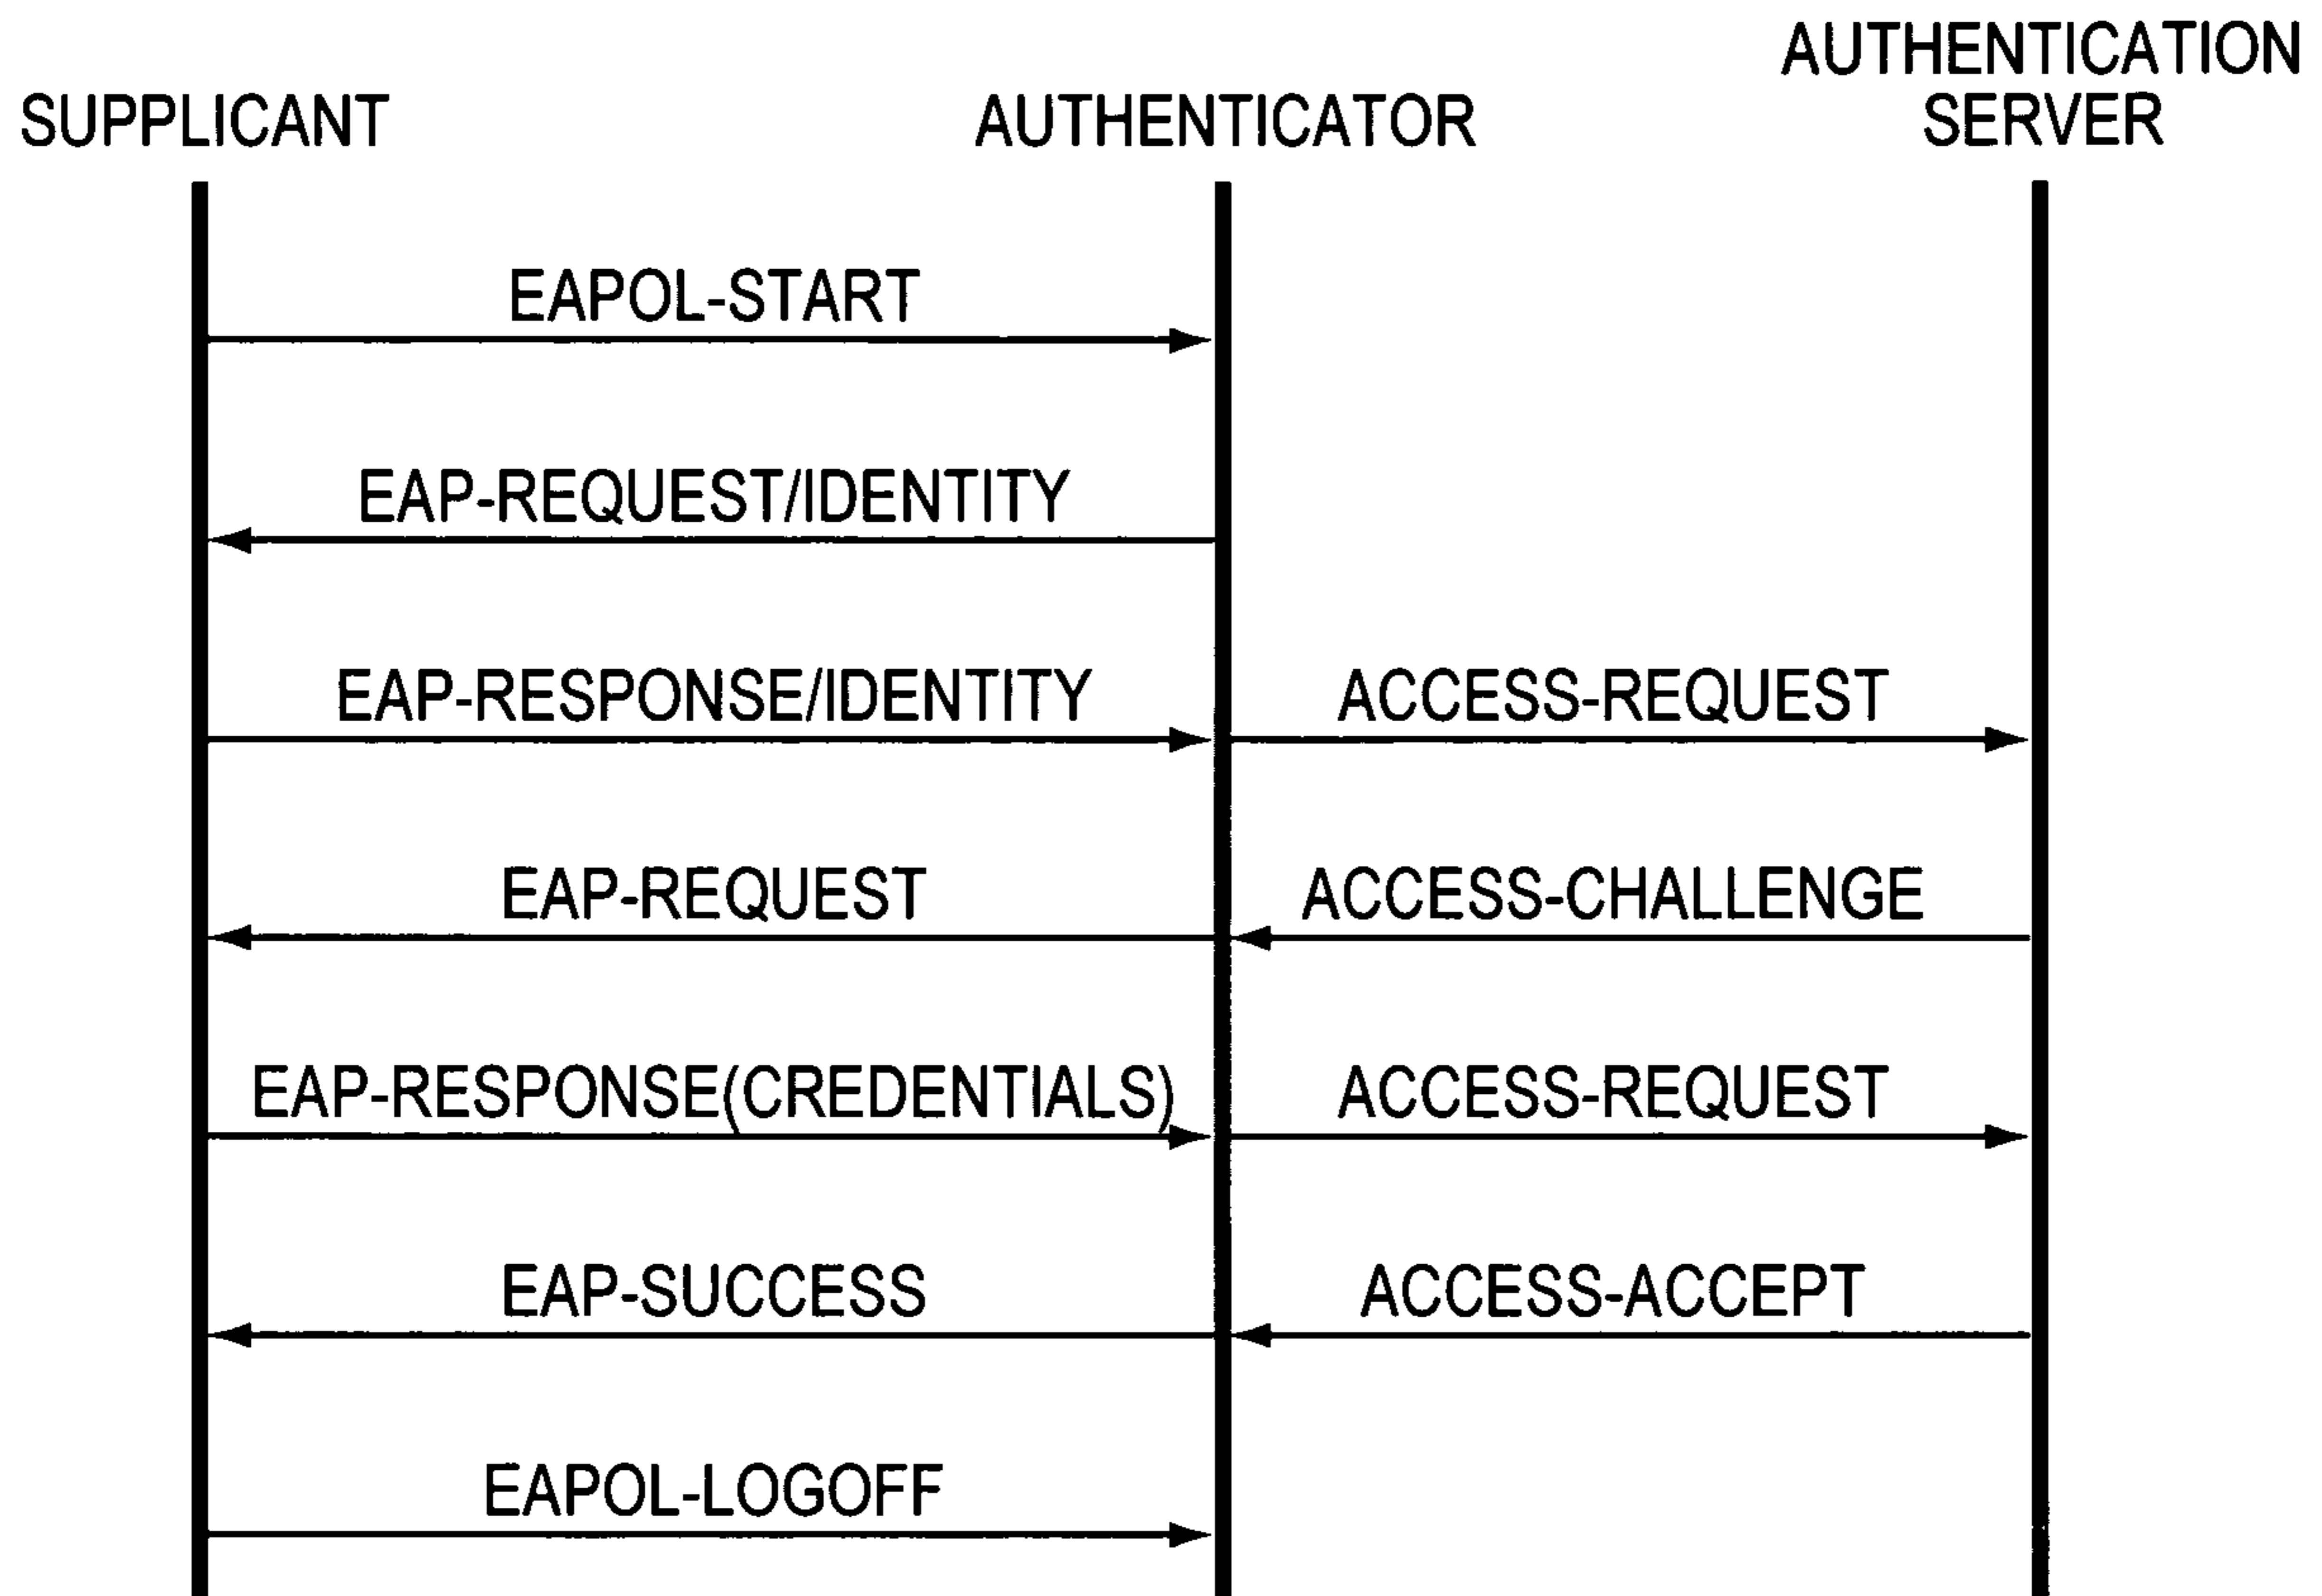 SUPPLICANT
AUTHENTICATOR
AUTHENTICATION
SERVER
EAPOL-START
EAP-REQUEST/IDENTITY
EAP-RESPONSE/IDENTITY
ACCESS-REQUEST
EAP-REQUEST
ACCESS-CHALLENGE
EAP-RESPONSE(CREDENTIALS)
ACCESS-REQUEST
EAP-SUCCESS
ACCESS-ACCEPT
EAPOL-LOGOFF